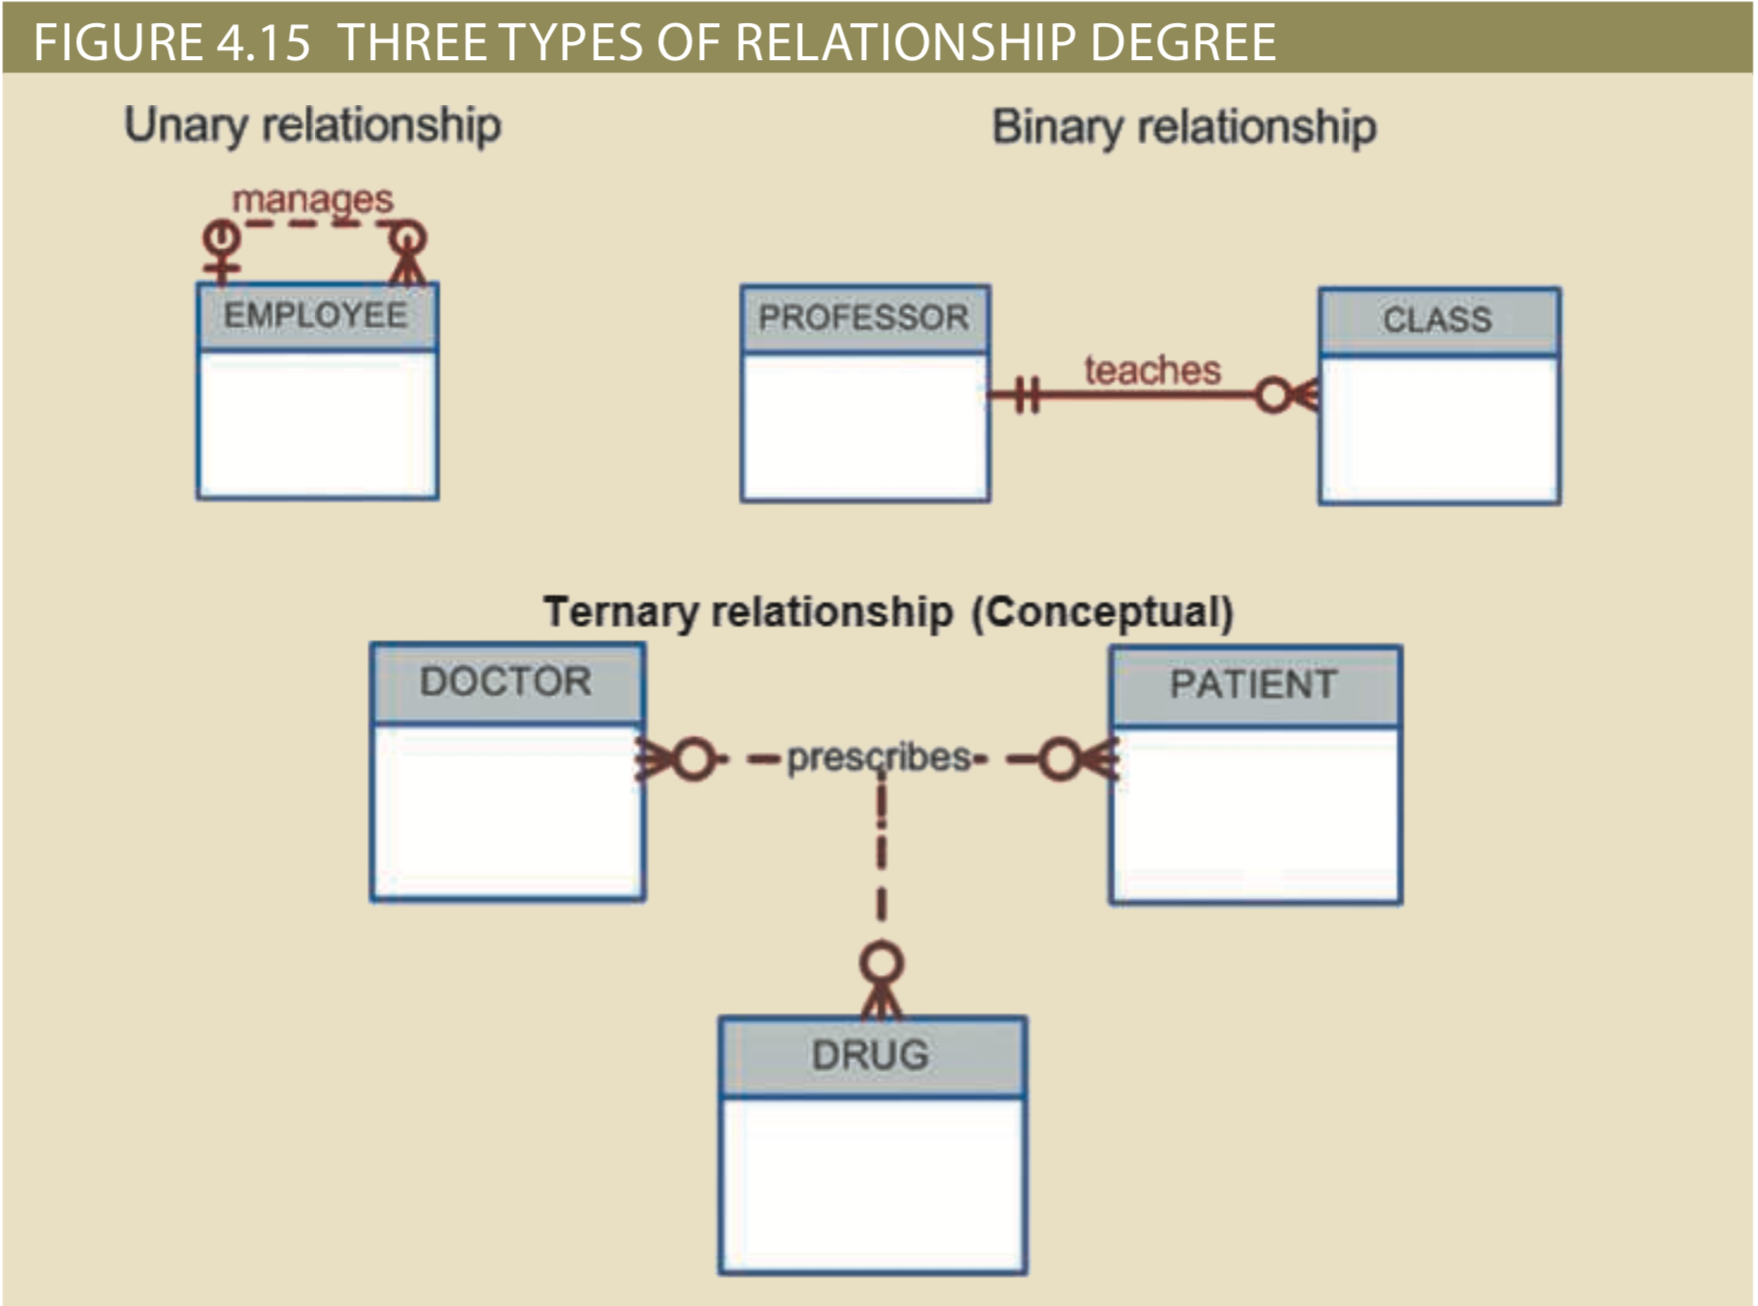 FIGURE 4.15 THREE TYPES OF RELATIONSHIP DEGREE
Unary relationship
Binary relationship
manages
EMPLOYEE
PROFESSOR
teaches
CLASS
Ternary relationship (Conceptual)
DOCTOR
prescribes
PATIENT
DRUG